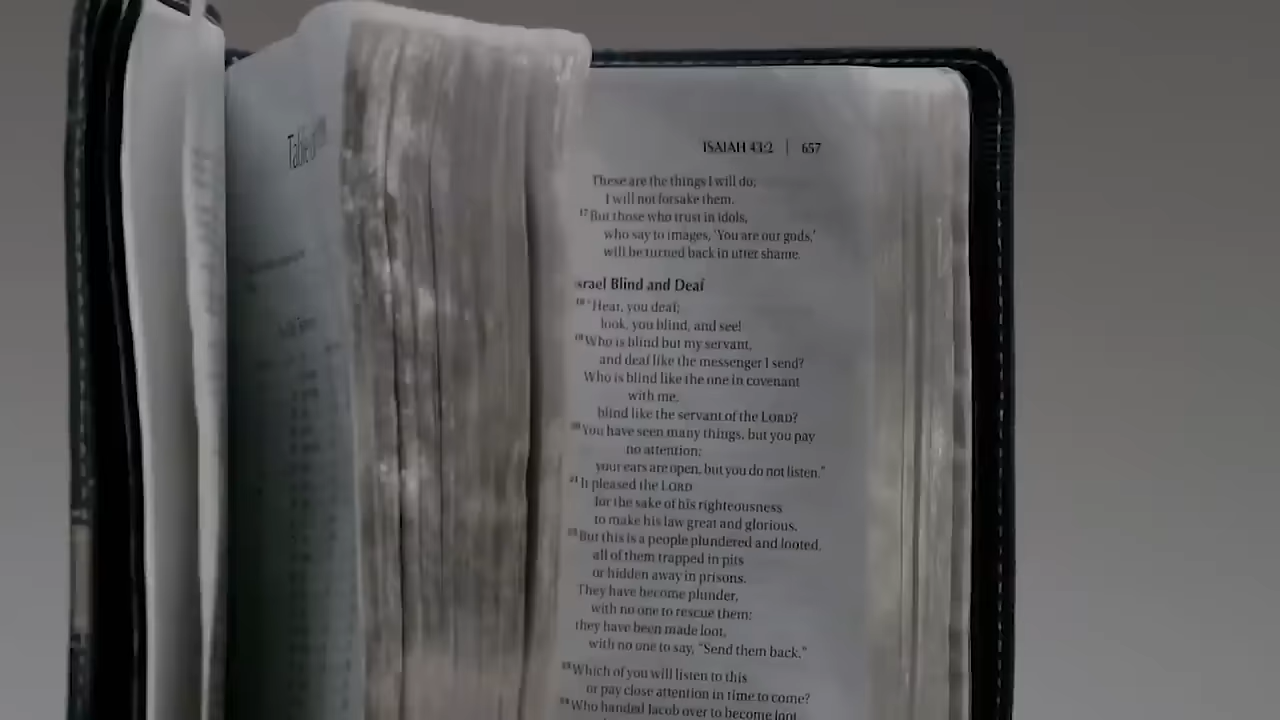 Table of
ISAIAH 43:2 | 657
These are the things I will do;
I will not forsake them.
17 But those who trust in idols,
who say to images, 'You are our gods,'
will be turned back in utter shame.
rael Blind and Deaf
18 "Hear, you deaf;
look, you blind, and see!
19 Who is blind but my servant,
and deaf like the messenger I send?
Who is blind like the one in covenant
with me,
blind like the servant of the LORD?
20 You have seen many things, but you pay
no attention;
your ears are open, but you do not listen."
21 It pleased the LORD
for the sake of his righteousness
to make his law great and glorious.
22 But this is a people plundered and looted,
all of them trapped in pits
or hidden away in prisons.
They have become plunder,
with no one to rescue them;
they have been made loot,
with no one to say, "Send them back."
23 Which of you will listen to this
or pay close attention in time to come?
24 Who handed Jacob over to become loot